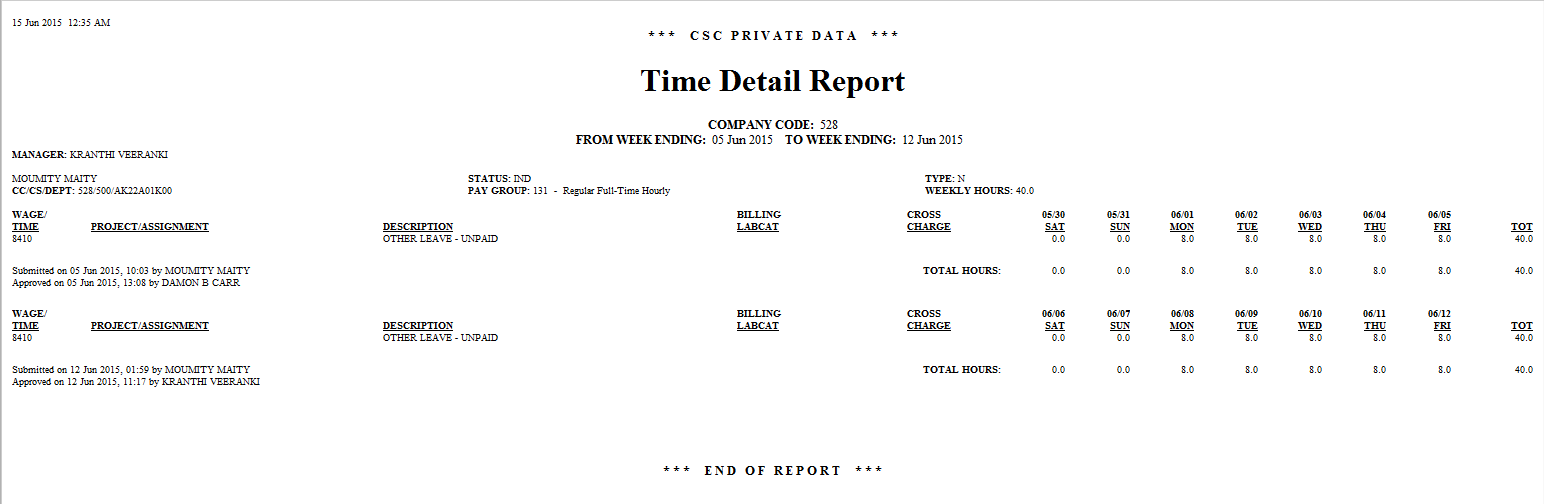 15 Jun 2015 12:35 AM
*** CSC PRIVATE DATA ***
Time Detail Report
COMPANY CODE: 528
FROM WEEK ENDING: 05 Jun 2015 TO WEEK ENDING: 12 Jun 2015
MANAGER: KRANTHI VEERANKI
MOUMITY MAITY STATUS: IND TYPE: N
CC/CS/DEPT: 528/500/AK22A01K00 PAY GROUP: 131 - Regular Full-Time Hourly WEEKLY HOURS: 40.0
WAGE/ BILLING CROSS 05/30 05/31 06/01 06/02 06/03 06/04 06/05
TIME PROJECT/ASSIGNMENT DESCRIPTION LABCAT CHARGE SAT SUN MON TUE WED THU FRI TOT
8410 OTHER LEAVE - UNPAID 0.0 0.0 8.0 8.0 8.0 8.0 8.0 40.0
Submitted on 05 Jun 2015, 10:03 by MOUMITY MAITY TOTAL HOURS: 0.0 0.0 8.0 8.0 8.0 8.0 8.0 40.0
Approved on 05 Jun 2015, 13:08 by DAMON B CARR
WAGE/ BILLING CROSS 06/06 06/07 06/08 06/09 06/10 06/11 06/12
TIME PROJECT/ASSIGNMENT DESCRIPTION LABCAT CHARGE SAT SUN MON TUE WED THU FRI TOT
8410 OTHER LEAVE - UNPAID 0.0 0.0 8.0 8.0 8.0 8.0 8.0 40.0
Submitted on 12 Jun 2015, 01:59 by MOUMITY MAITY TOTAL HOURS: 0.0 0.0 8.0 8.0 8.0 8.0 8.0 40.0
Approved on 12 Jun 2015, 11:17 by KRANTHI VEERANKI
*** END OF REPORT ***